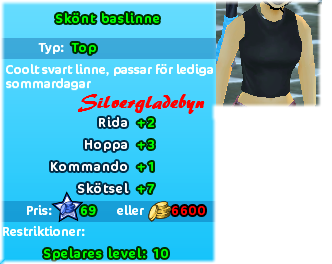 Skönt baslinne
Typ: Top
Coolt svart linne, passar för lediga
sommardagar
Silvergladebyn
Rida +2
Hoppa +3
Kommando +1
Skötsel +7
Pris: 69 eller 6600
Restriktioner:
Spelares level: 10